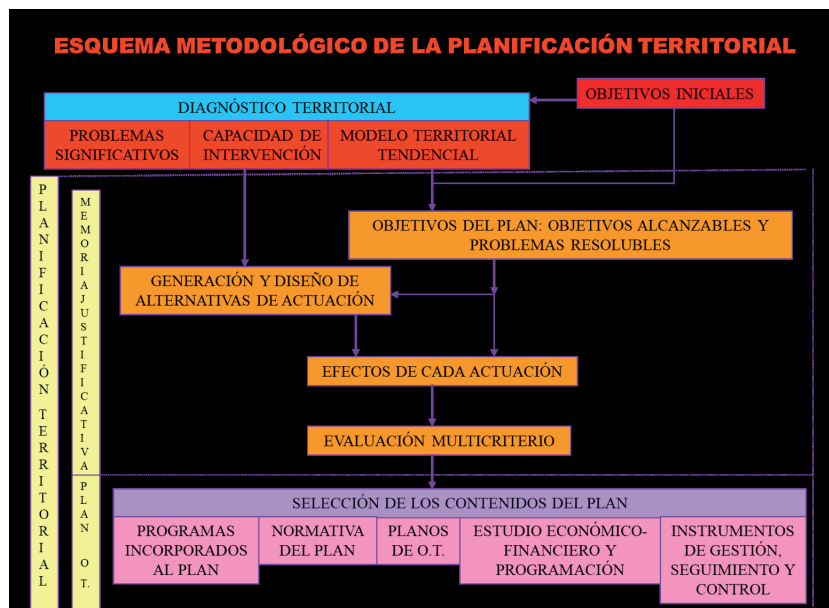 ESQUEMA METODOLÓGICO DE LA PLANIFICACIÓN TERRITORIAL
OBJETIVOS INICIALES
DIAGNÓSTICO TERRITORIAL
PROBLEMAS
SIGNIFICATIVOS
CAPACIDAD DE
INTERVENCIÓN
MODELO TERRITORIAL
TENDENCIAL
PLANIFICACIÓN TERRITORIAL
MEMORIA JUSTIFICATIVA
OBJETIVOS DEL PLAN: OBJETIVOS ALCANZABLES Y
PROBLEMAS RESOLUBLES
GENERACIÓN Y DISEÑO DE
ALTERNATIVAS DE ACTUACIÓN
EFECTOS DE CADA ACTUACIÓN
EVALUACIÓN MULTICRITERIO
PLAN O.T.
SELECCIÓN DE LOS CONTENIDOS DEL PLAN
PROGRAMAS
INCORPORADOS
AL PLAN
NORMATIVA
DEL PLAN
PLANOS
DE O.T.
ESTUDIO ECONÓMICO-
FINANCIERO Y
PROGRAMACIÓN
INSTRUMENTOS
DE GESTIÓN,
SEGUIMIENTO Y
CONTROL